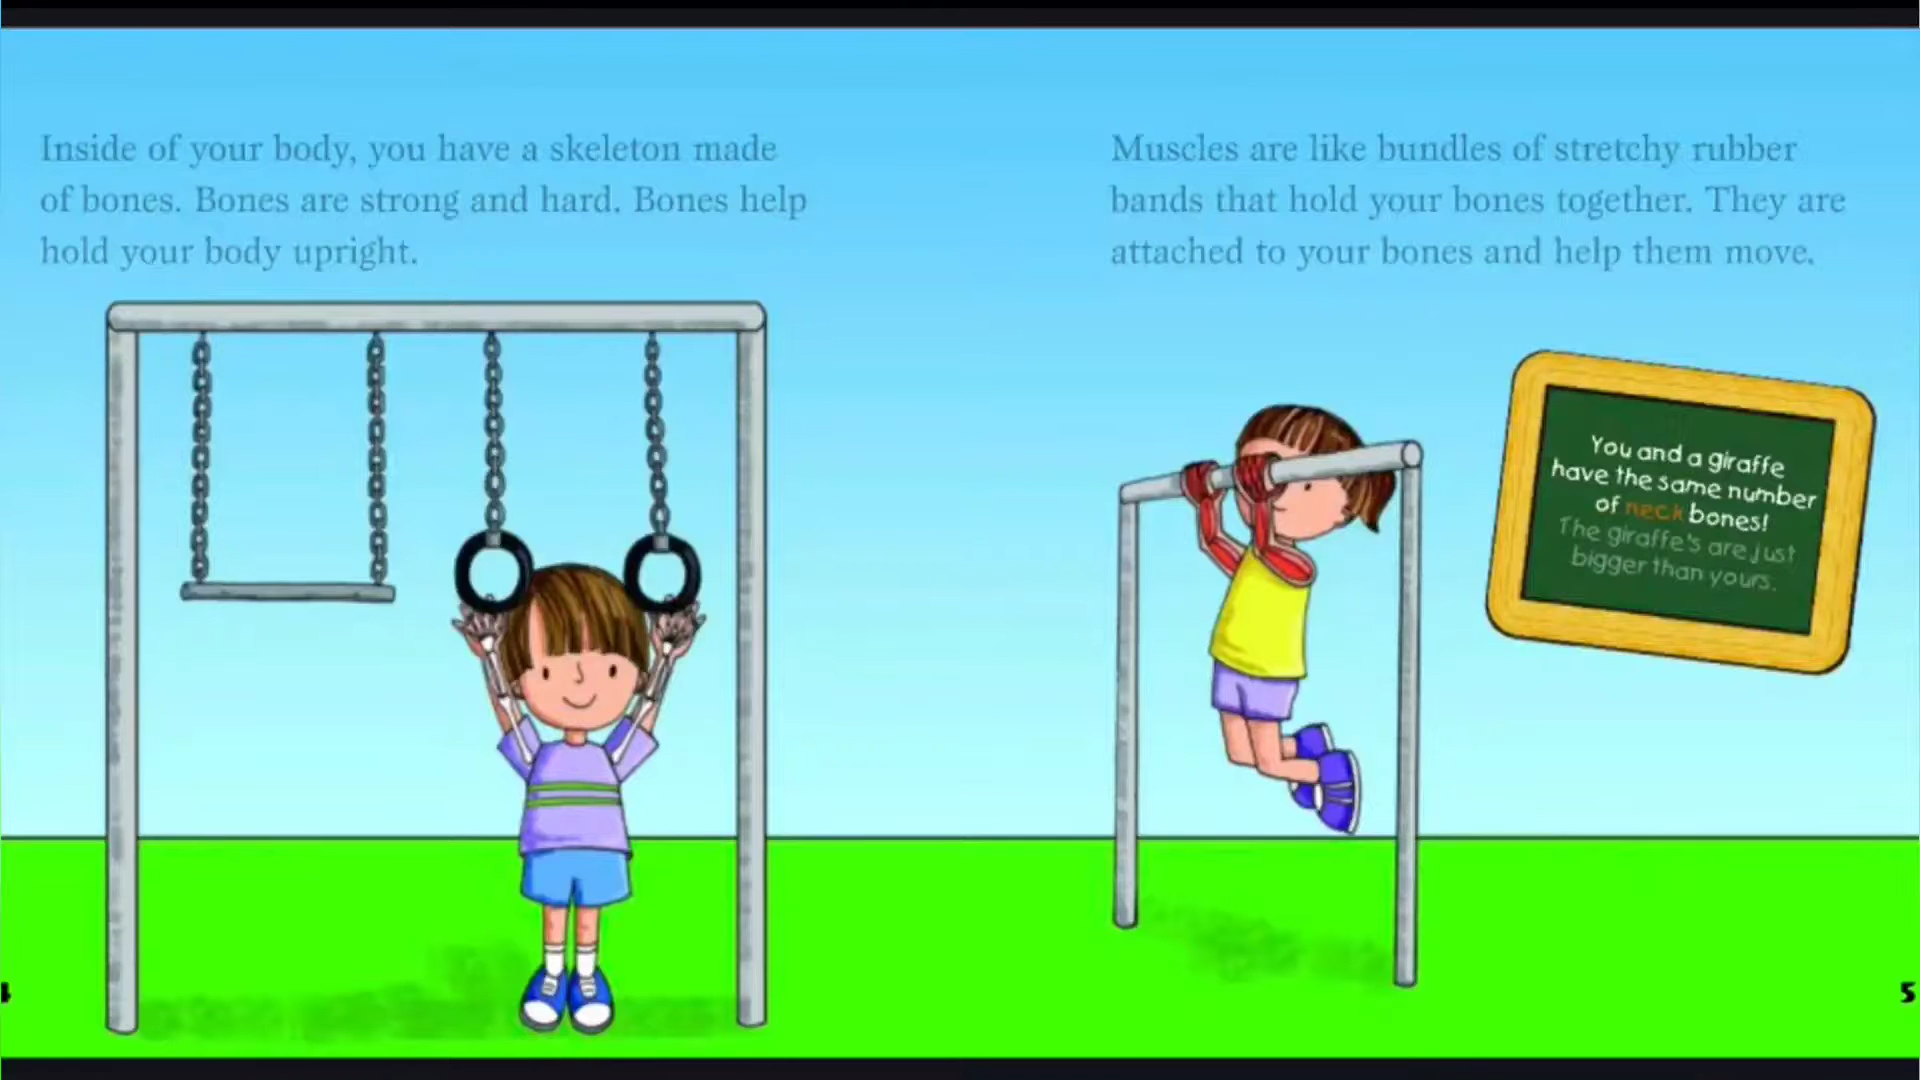 Inside of your body, you have a skeleton made
of bones. Bones are strong and hard. Bones help
hold your body upright.
Muscles are like bundles of stretchy rubber
bands that hold your bones together. They are
attached to your bones and help them move.
You and a giraffe
have the same number
of neck bones!
The giraffe's are just
bigger than yours.
4
5